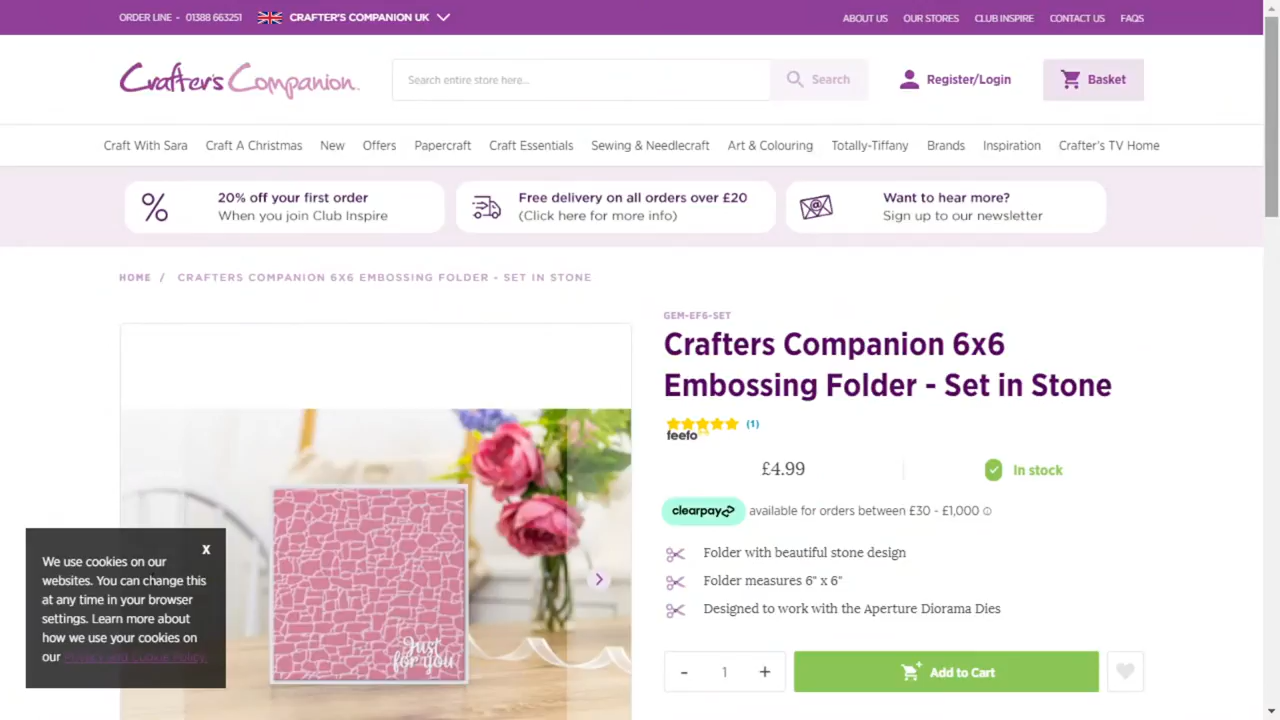 ORDER LINE - 01388 663251
CRAFTER'S COMPANION UK
ABOUT US
OUR STORES
CLUB INSPIRE
CONTACT US
FAQS
Crafter's Companion
Search entire store here...
Search
Register/Login
Basket
Craft With Sara
Craft A Christmas
New
Offers
Papercraft
Craft Essentials
Sewing & Needlecraft
Art & Colouring
Totally-Tiffany
Brands
Inspiration
Crafter's TV Home
20% off your first order
When you join Club Inspire
Free delivery on all orders over £20
(Click here for more info)
Want to hear more?
Sign up to our newsletter
HOME / CRAFTERS COMPANION 6X6 EMBOSSING FOLDER - SET IN STONE
GEM-EF6-SET
Crafters Companion 6x6
Embossing Folder - Set in Stone
(1)
feefo
£4.99
In stock
clearpay available for orders between £30 - £1,000
Folder with beautiful stone design
Folder measures 6" x 6"
Designed to work with the Aperture Diorama Dies
- 1 +
Add to Cart
Just
for you
X
We use cookies on our
websites. You can change this
at any time in your browser
settings. Learn more about
how we use your cookies on
our Privacy and Cookie Policy.